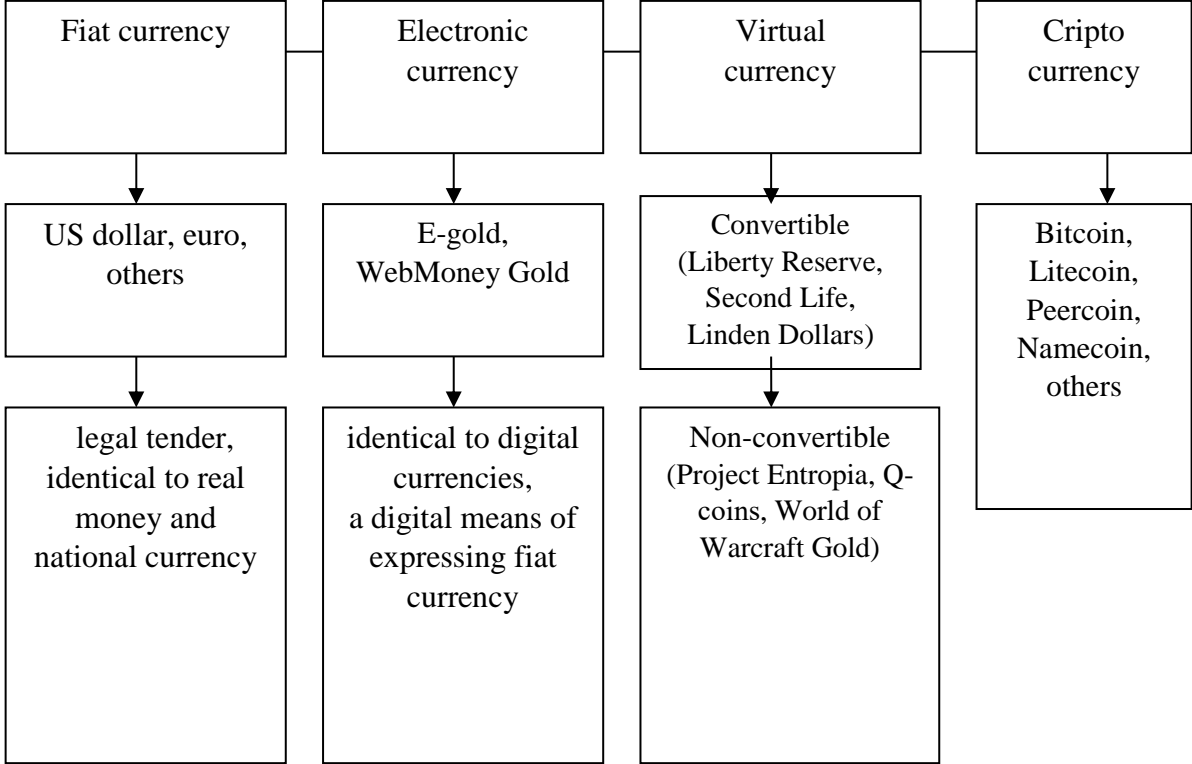 Fiat currency
Electronic
currency
Virtual
currency
Cripto
currency
US dollar, euro,
others
E-gold,
WebMoney Gold
Convertible
(Liberty Reserve,
Second Life,
Linden Dollars)
Bitcoin,
Litecoin,
Peercoin,
Namecoin,
others
legal tender,
identical to real
money and
national currency
identical to digital
currencies,
a digital means of
expressing fiat
currency
Non-convertible
(Project Entropia, Q-
coins, World of
Warcraft Gold)